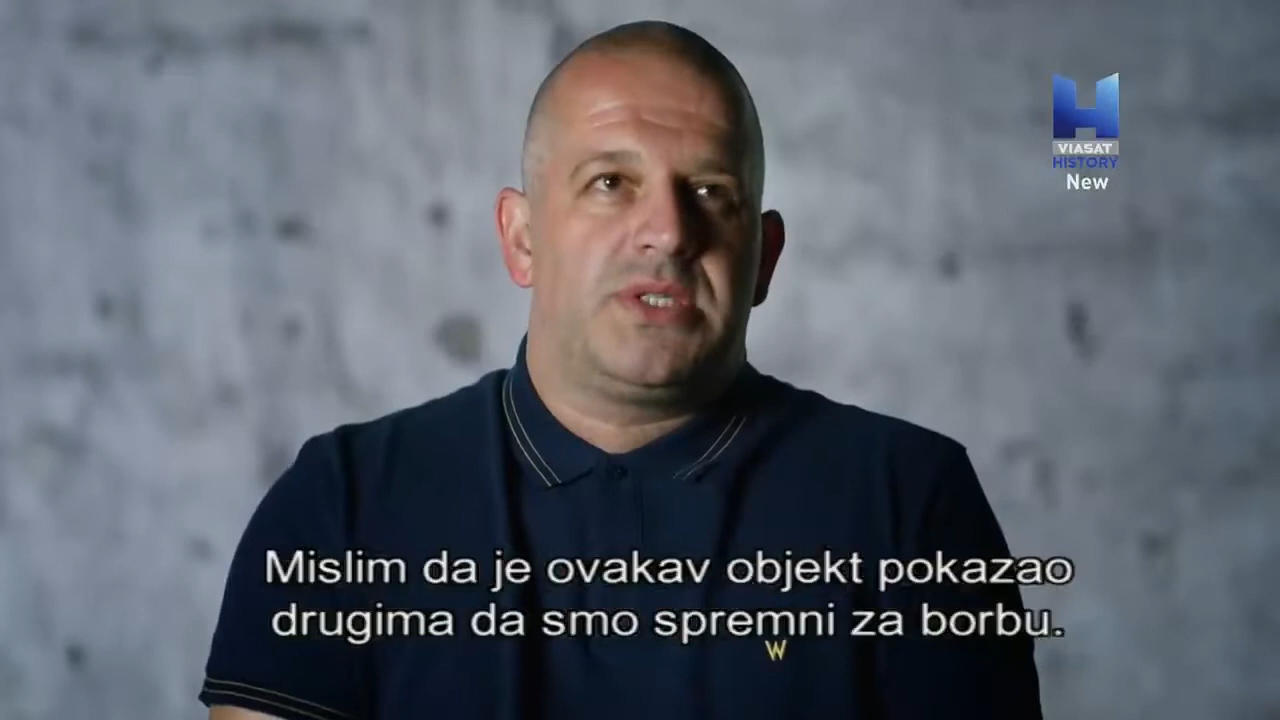 VIASAT
HISTORY
New
Mislim da je ovakav objekt pokazao
drugima da smo spremni za borbu.
W